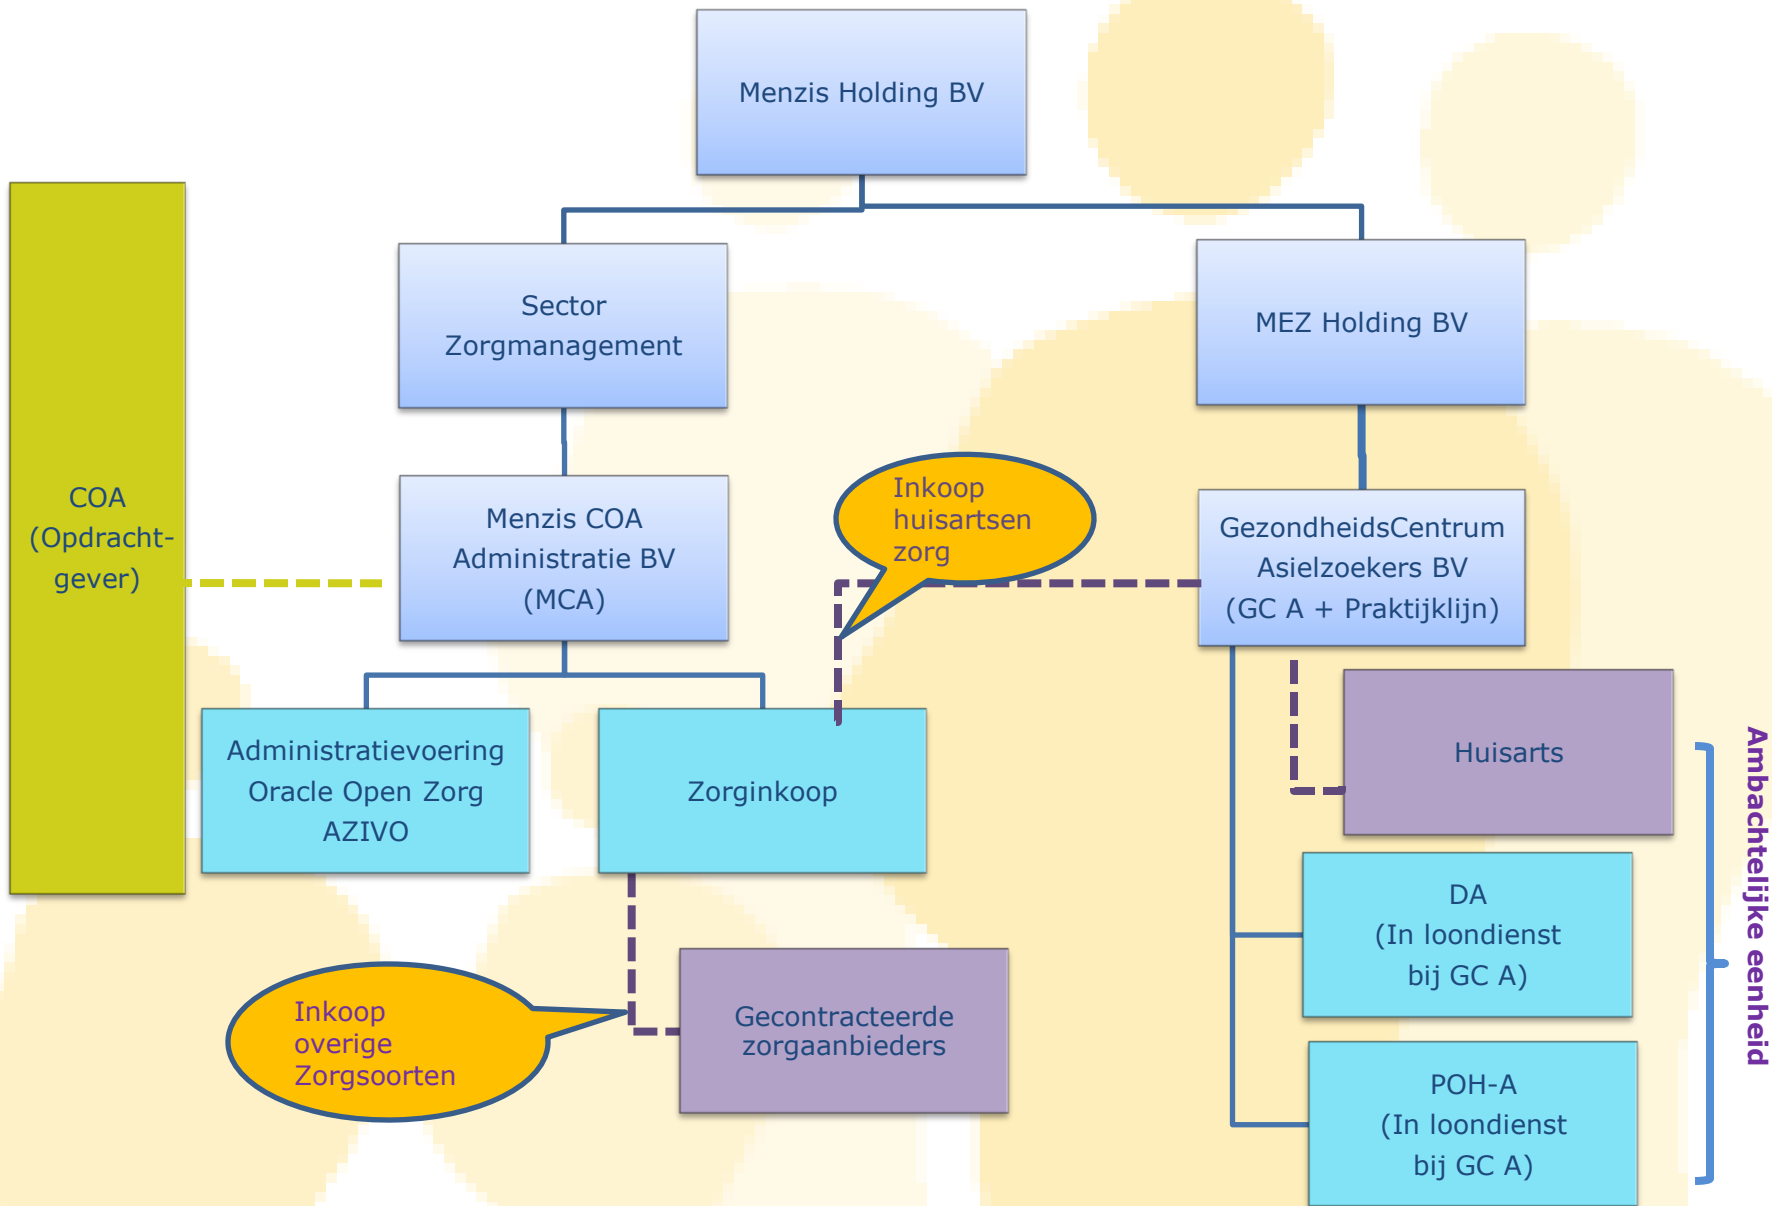 Menzis Holding BV
Sector
Zorgmanagement
MEZ Holding BV
COA
(Opdracht-
gever)
Menzis COA
Administratie BV
(MCA)
Inkoop
huisartsen
zorg
GezondheidsCentrum
Asielzoekers BV
(GC A + Praktijklijn)
Administratievoering
Oracle Open Zorg
AZIVO
Zorginkoop
Huisarts
DA
(In loondienst
bij GC A)
Ambachtelijke eenheid
Inkoop
overige
Zorgsoorten
Gecontracteerde
zorgaanbieders
POH-A
(In loondienst
bij GC A)